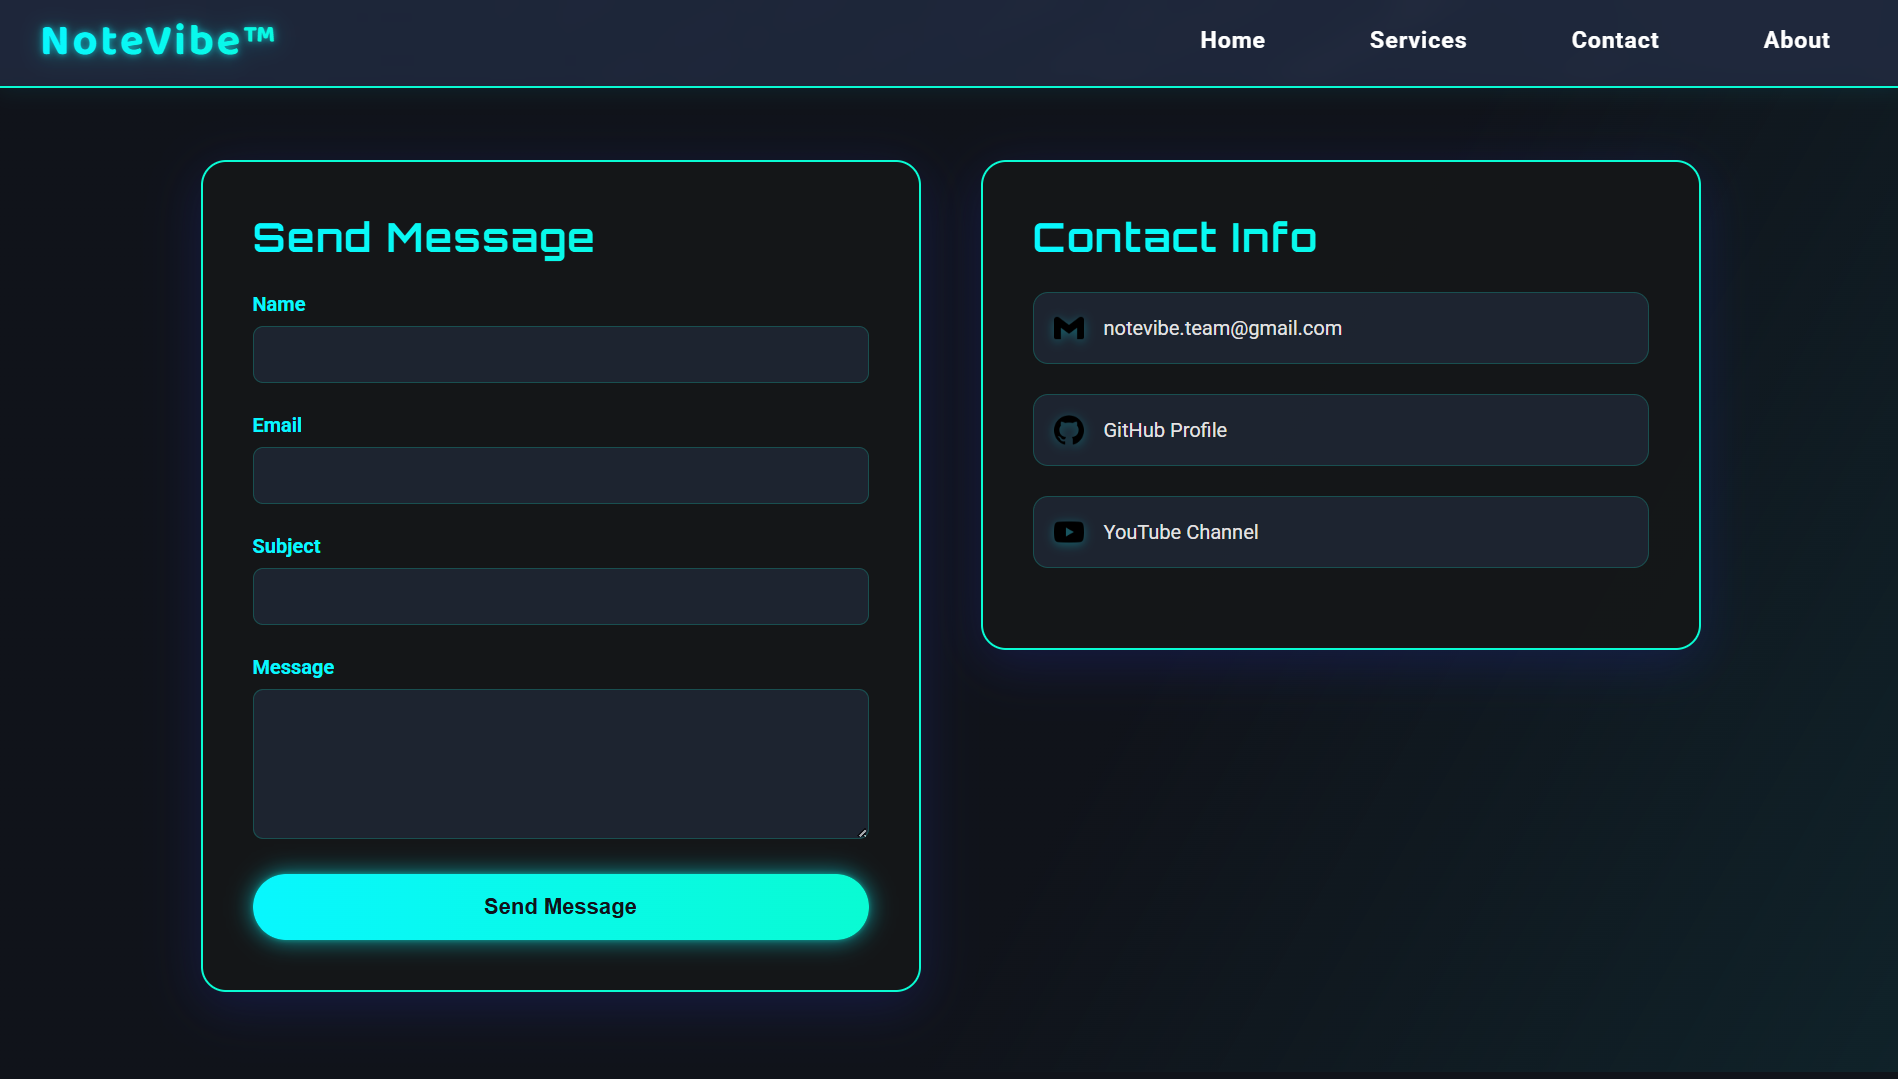 NoteVibe™
Home
Services
Contact
About
Send Message
Name
Email
Subject
Message
Send Message
Contact Info
notevibe.team@gmail.com
GitHub Profile
YouTube Channel